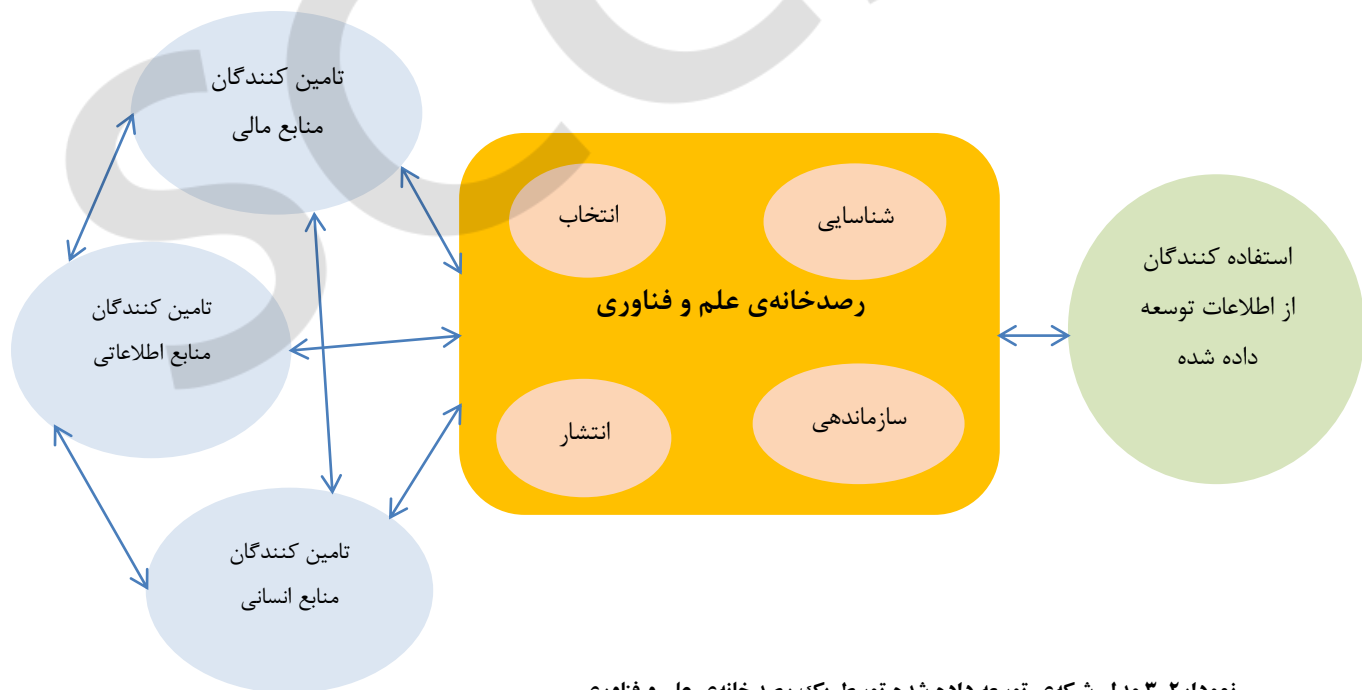 تامین کنندگان
منابع مالی
شناسایی
انتخاب
استفاده کنندگان
از اطلاعات توسعه
داده شده
رصدخانه‌ی علم و فناوری
تامین کنندگان
منابع اطلاعاتی
سازماندهی
انتشار
تامین کنندگان
منابع انسانی